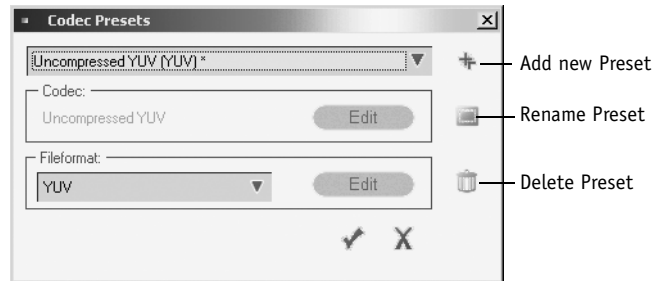 Codec Presets
Uncompressed YUV (YUV) *
Add new Preset
Codec:
Uncompressed YUV
Edit
Rename Preset
Fileformat:
YUV
Edit
Delete Preset